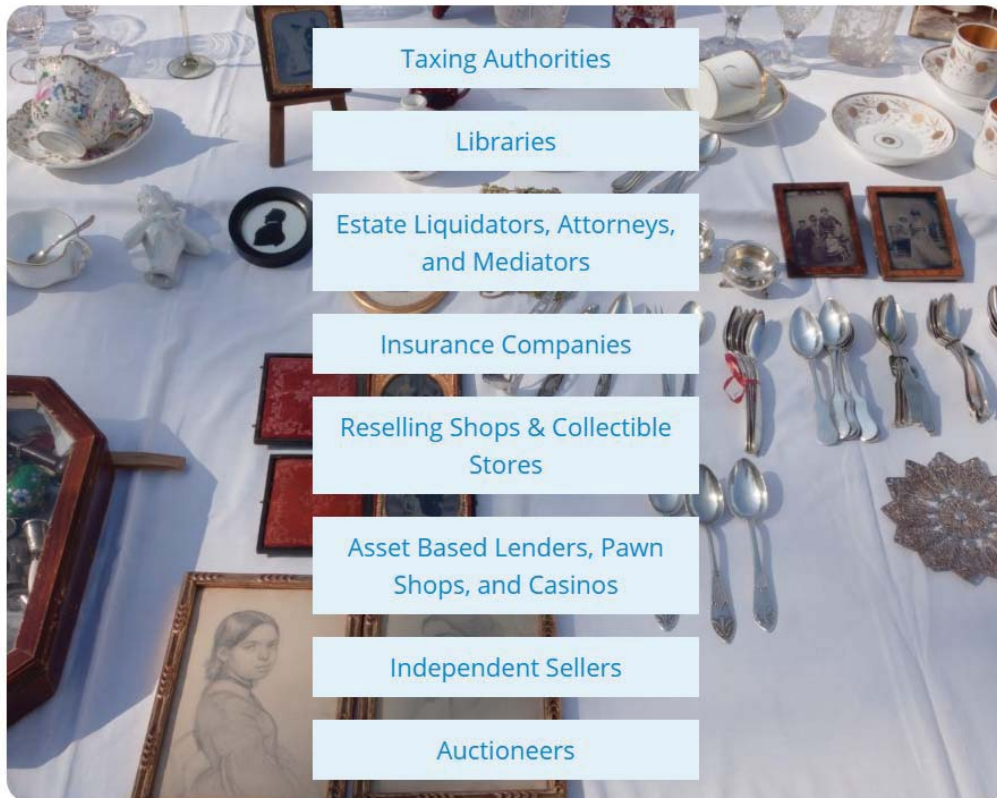 Taxing Authorities
Libraries
Estate Liquidators, Attorneys,
and Mediators
Insurance Companies
Reselling Shops & Collectible
Stores
Asset Based Lenders, Pawn
Shops, and Casinos
Independent Sellers
Auctioneers